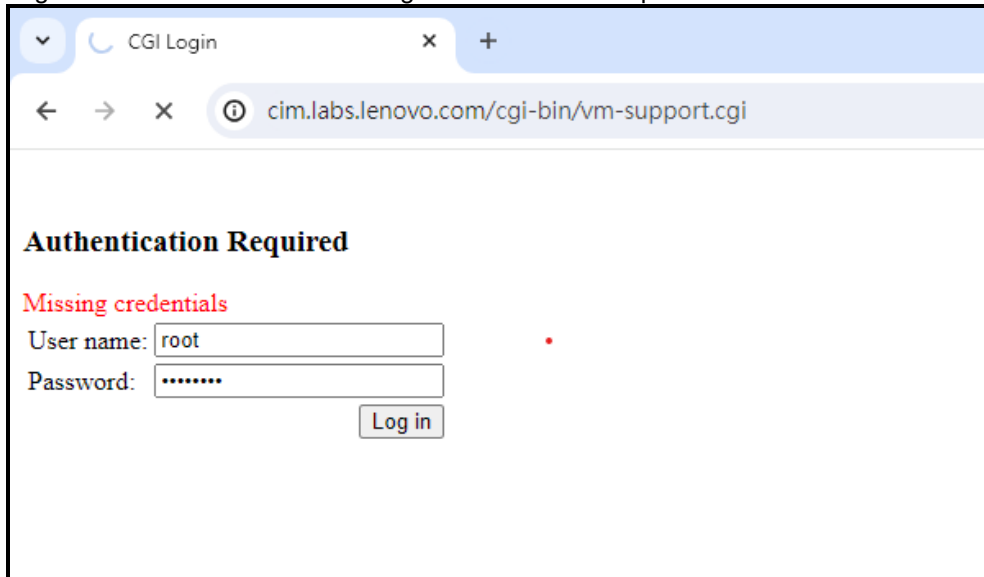 CGI Login
cim.labs.lenovo.com/cgi-bin/vm-support.cgi
Authentication Required
Missing credentials
User name: root
Password: ••••••••
Log in